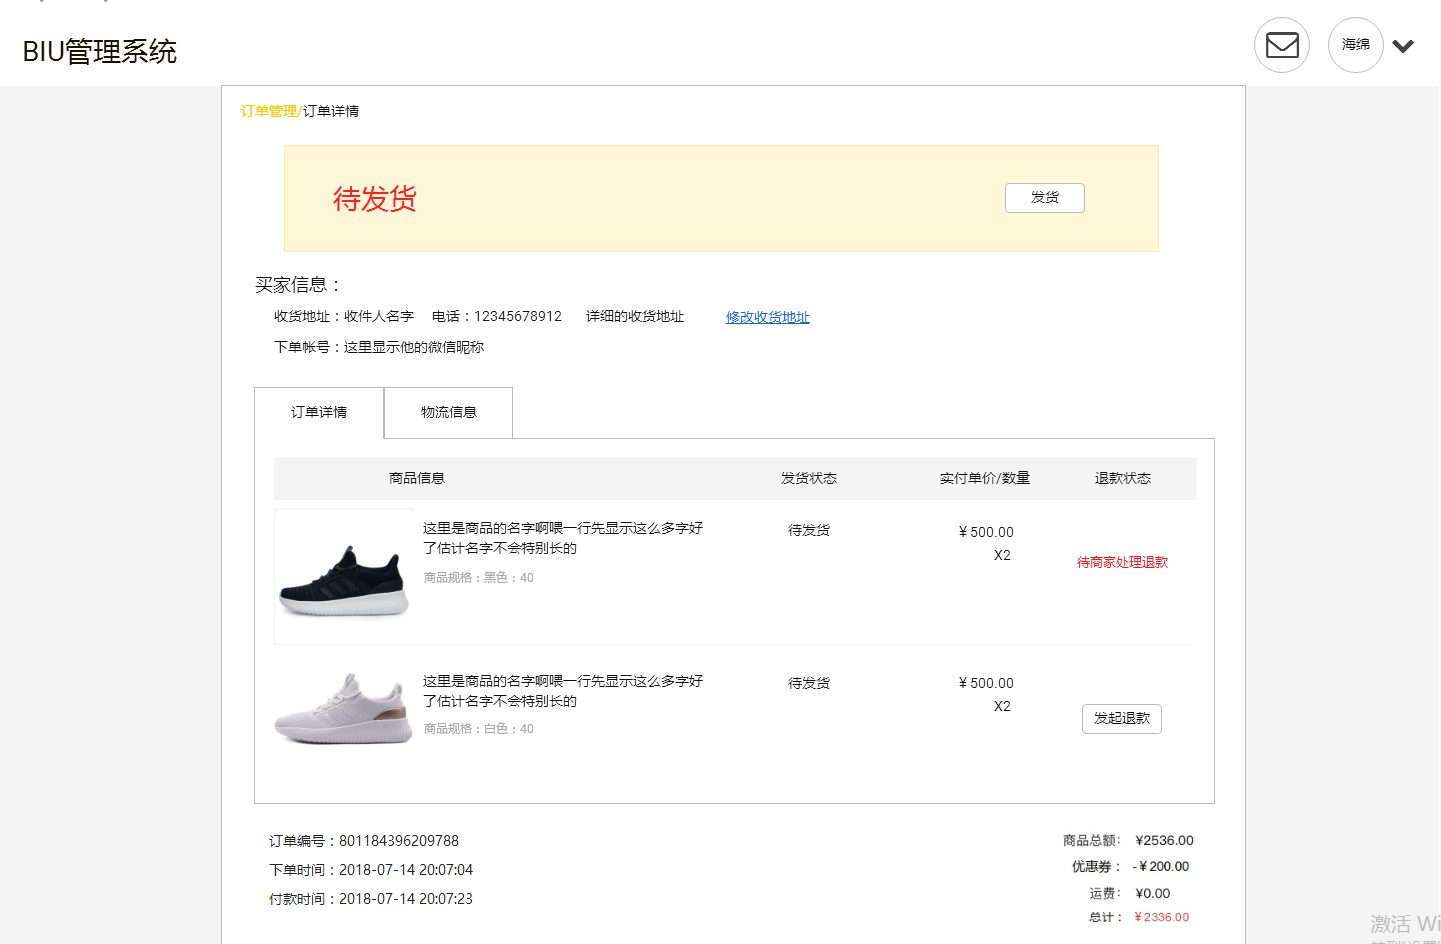 BIU管理系统
海绵
订单管理/订单详情
待发货
发货
买家信息：
收货地址：收件人名字 电话：12345678912 详细的收货地址 修改收货地址
下单帐号：这里显示他的微信昵称
订单详情 物流信息
商品信息 发货状态 实付单价/数量 退款状态
这里是商品的名字啊喂一行先显示这么多字好
了估计名字不会特别长的
商品规格：黑色；40
待发货
¥ 500.00
X2
待商家处理退款
这里是商品的名字啊喂一行先显示这么多字好
了估计名字不会特别长的
商品规格：白色；40
待发货
¥ 500.00
X2
发起退款
订单编号：801184396209788
下单时间：2018-07-14 20:07:04
付款时间：2018-07-14 20:07:23
商品总额： ¥2536.00
优惠券： -¥200.00
运费： ¥0.00
总计： ¥2336.00
激活 Wi